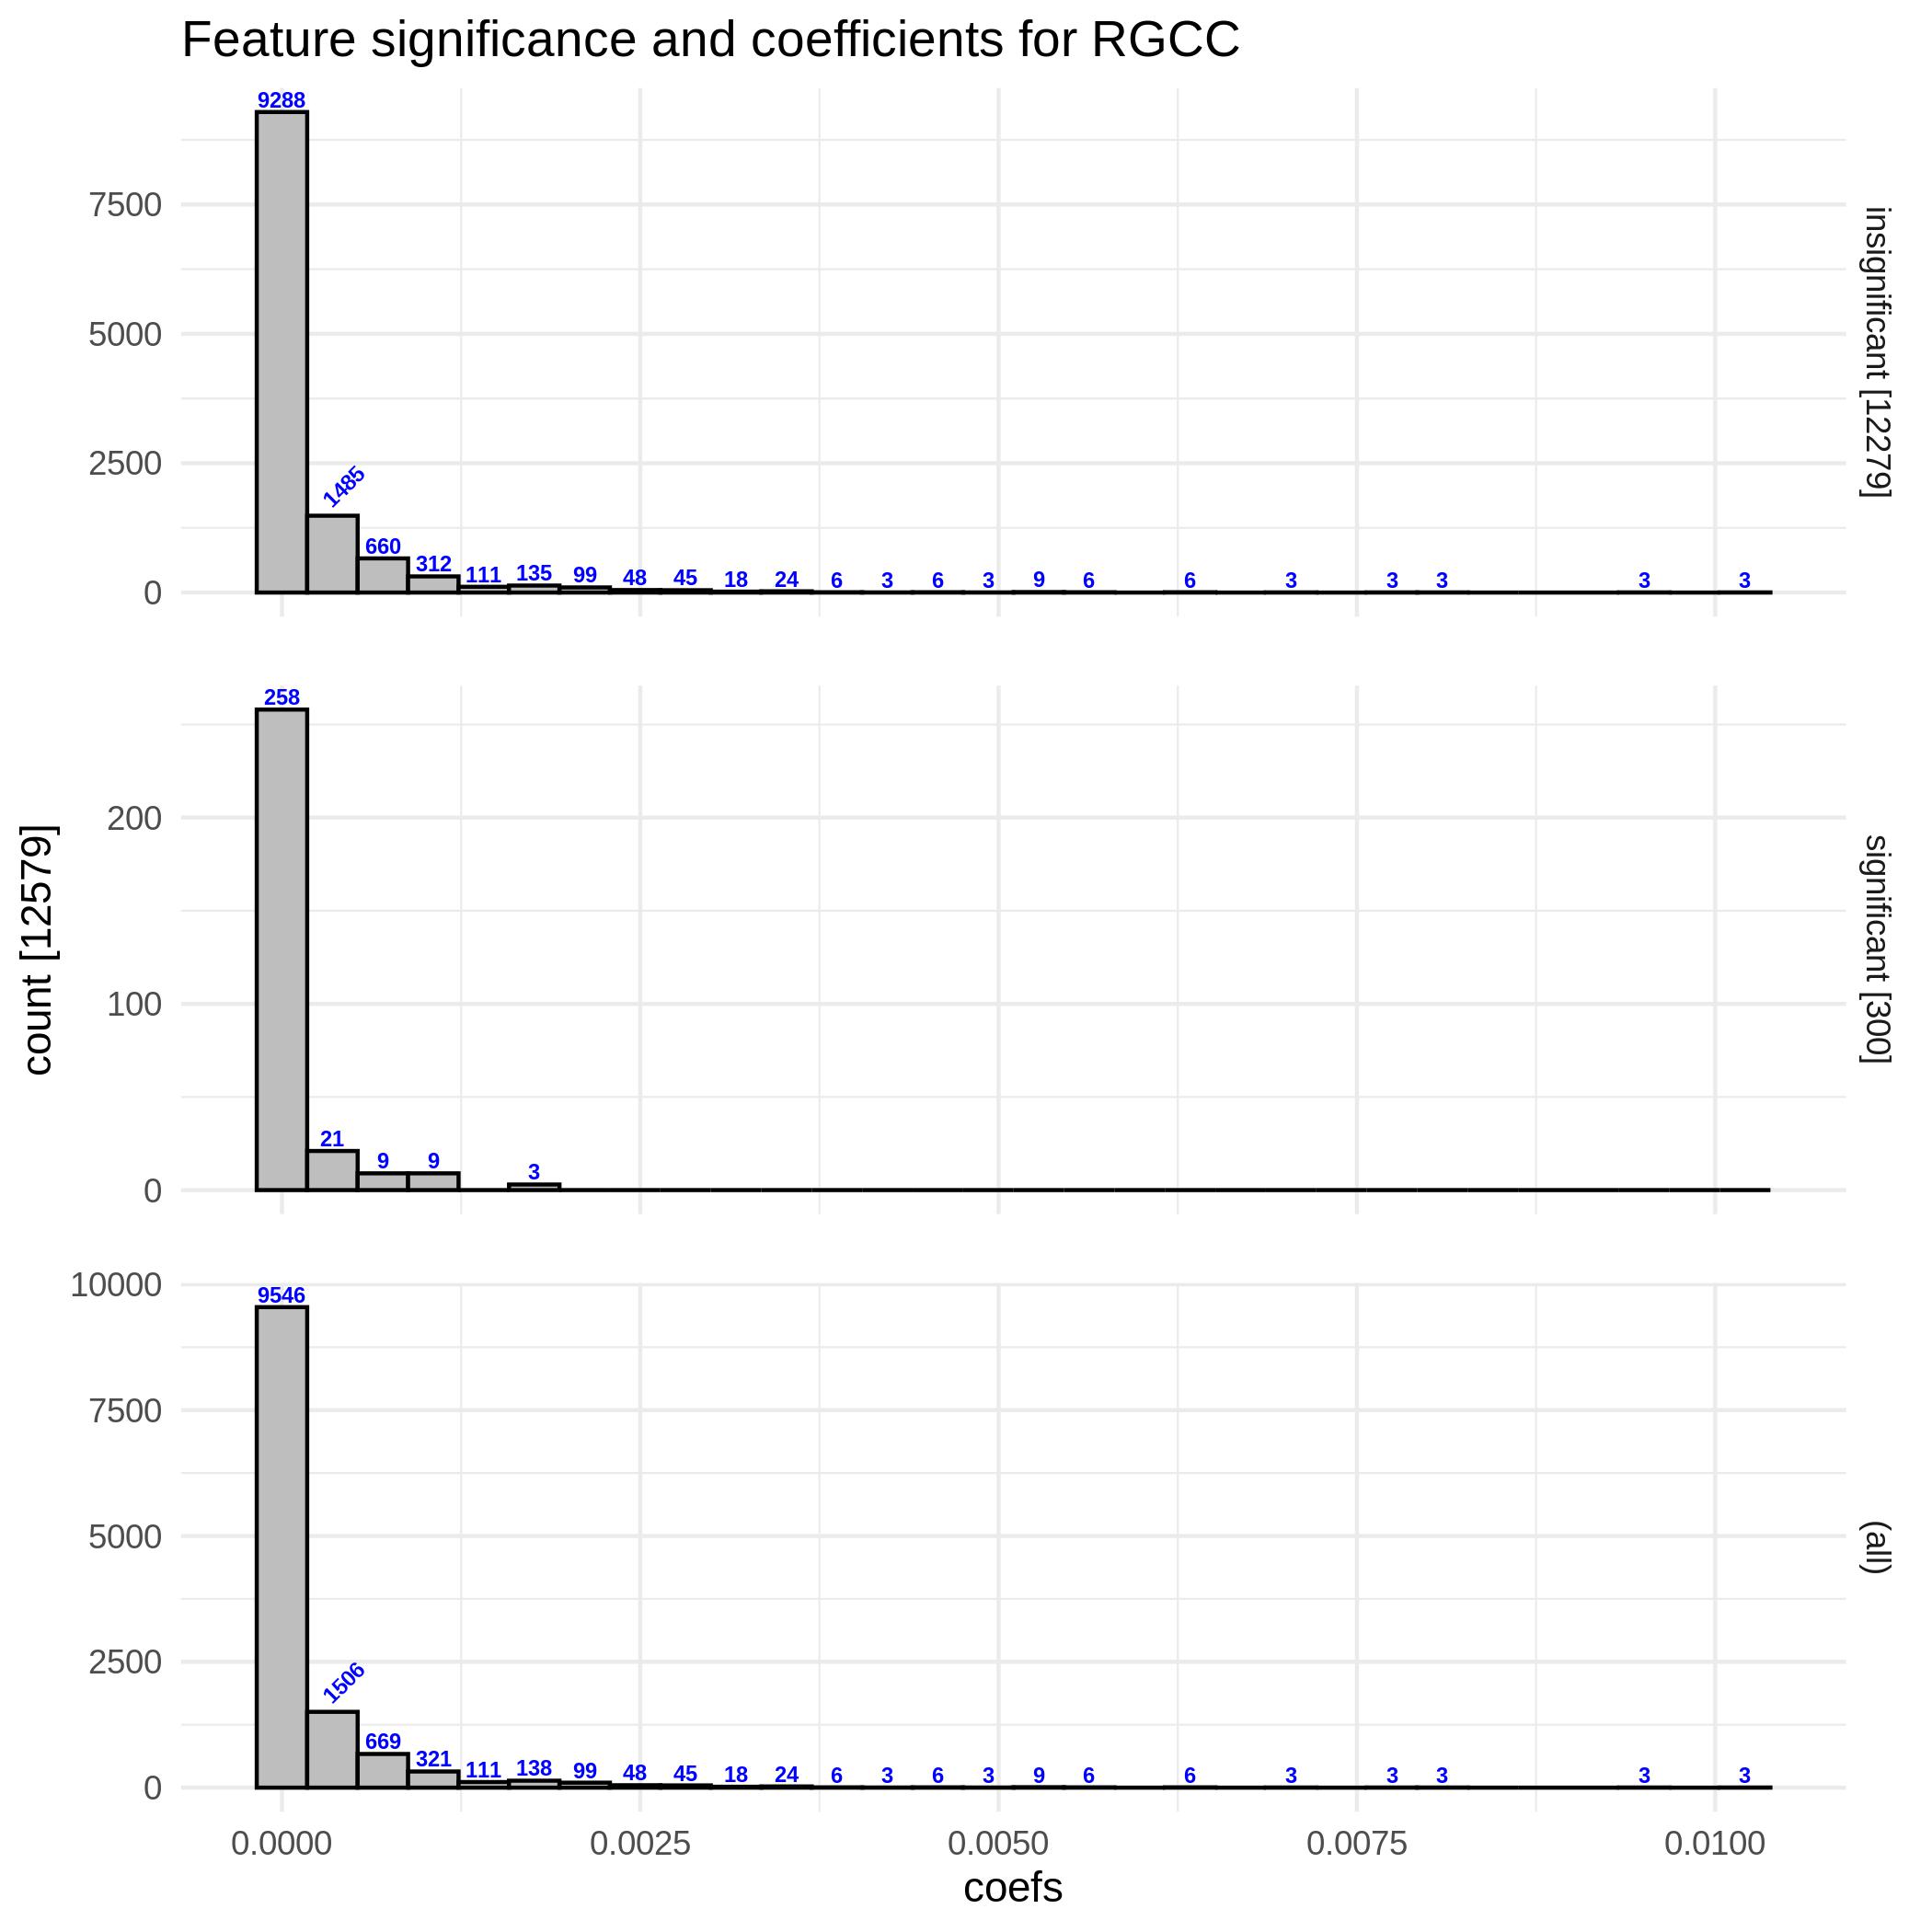 Feature significance and coefficients for RGCC
count [12579]
9288
1485
660 312 111 135 99 48 45 18 24 6 3 6 3 9 6 6 3 3 3 3 3
7500
5000
2500
0
insignificant [12279]
258
21 9 9 3
200
100
0
significant [300]
9546
1506
669 321 111 138 99 48 45 18 24 6 3 6 3 9 6 6 3 3 3 3 3
10000
7500
5000
2500
0
(all)
0.0000 0.0025 0.0050 0.0075 0.0100
coefs